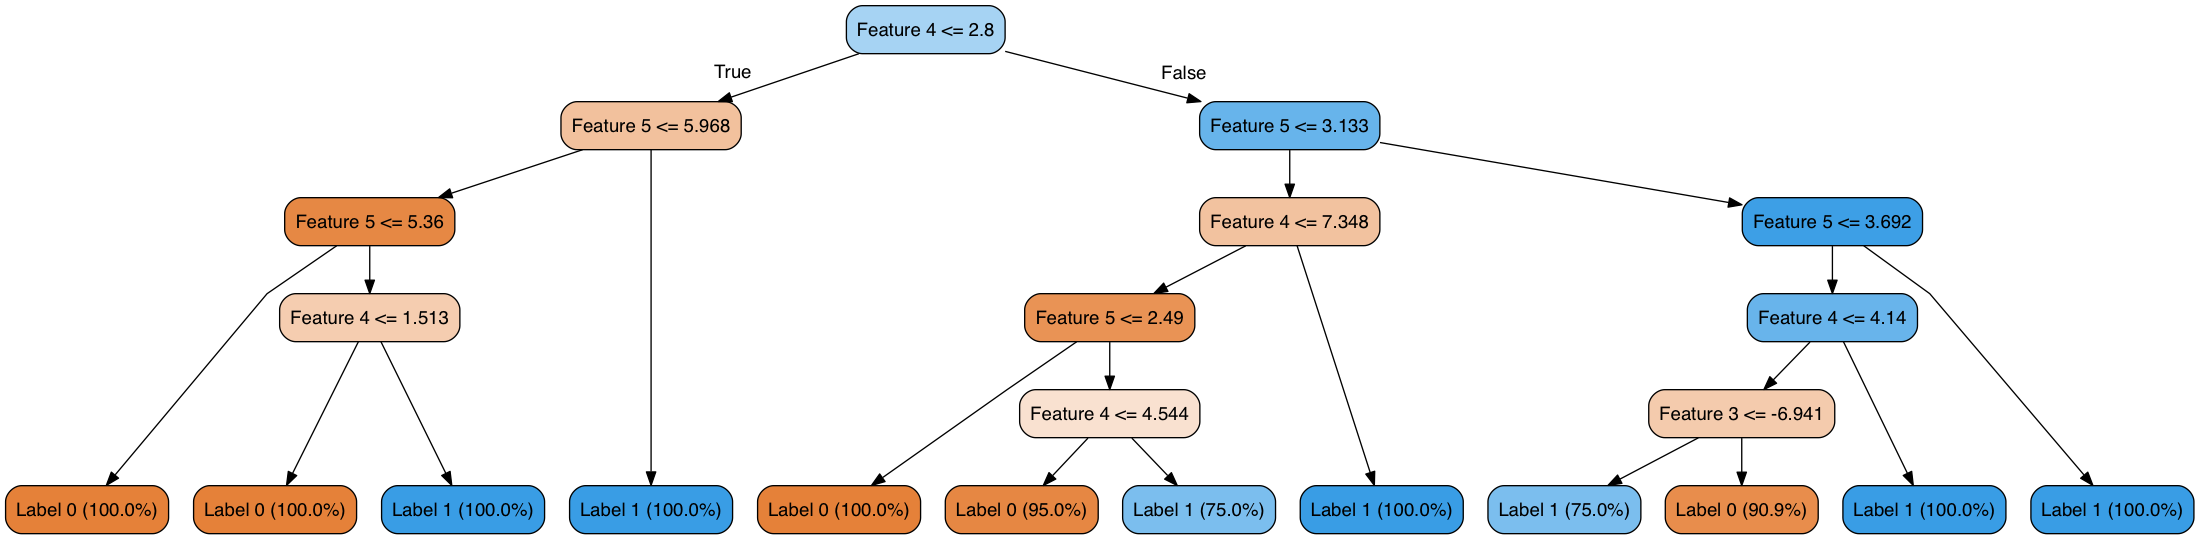 Feature 4 <= 2.8
True
False
Feature 5 <= 5.968
Feature 5 <= 3.133
Feature 5 <= 5.36
Feature 4 <= 7.348
Feature 5 <= 3.692
Feature 4 <= 1.513
Feature 5 <= 2.49
Feature 4 <= 4.14
Feature 4 <= 4.544
Feature 3 <= -6.941
Label 0 (100.0%)
Label 0 (100.0%)
Label 1 (100.0%)
Label 1 (100.0%)
Label 0 (100.0%)
Label 0 (95.0%)
Label 1 (75.0%)
Label 1 (100.0%)
Label 1 (75.0%)
Label 0 (90.9%)
Label 1 (100.0%)
Label 1 (100.0%)